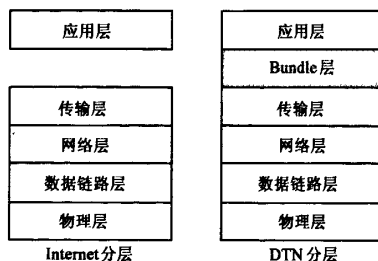 应用层
传输层
网络层
数据链路层
物理层
Internet分层
应用层
Bundle层
传输层
网络层
数据链路层
物理层
DTN分层